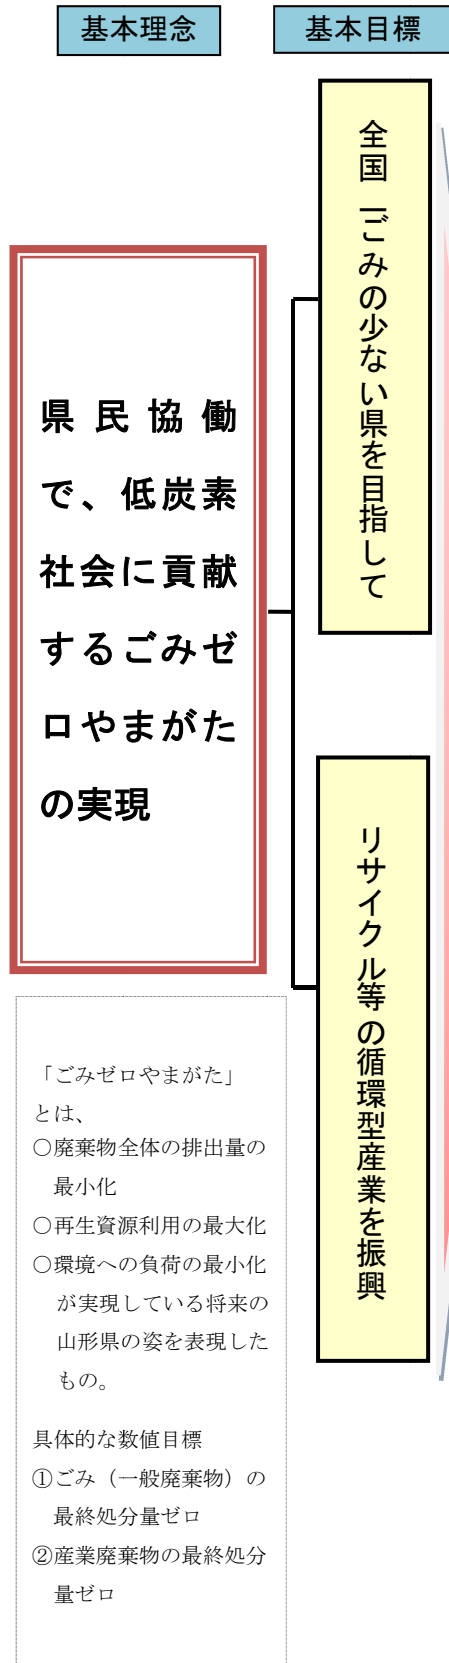 基本理念
基本目標
県民協働
で、低炭素
社会に貢献
するごみゼ
ロやまがた
の実現
全国一ごみの少ない県を目指して
リサイクル等の循環型産業を振興
「ごみゼロやまがた」
とは、
○廃棄物全体の排出量の
最小化
○再生資源利用の最大化
○環境への負荷の最小化
が実現している将来の
山形県の姿を表現した
もの。
具体的な数値目標
①ごみ（一般廃棄物）の
最終処分量ゼロ
②産業廃棄物の最終処分
量ゼロ